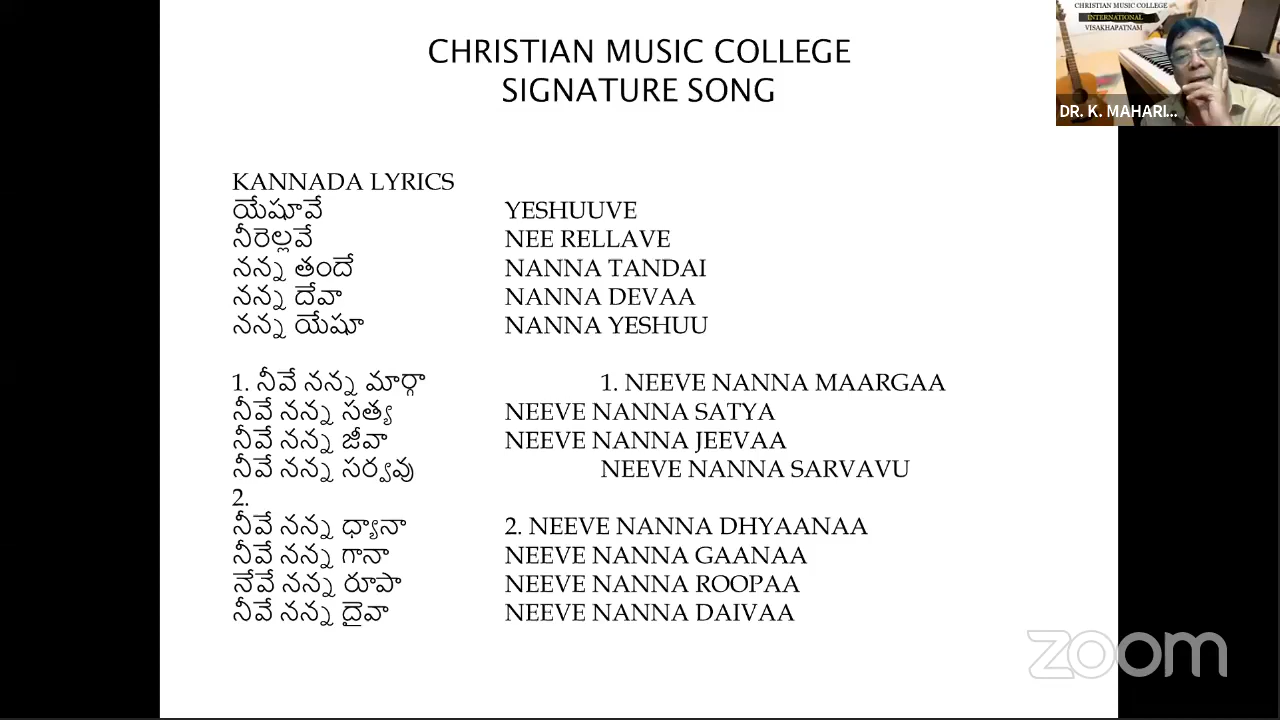 CHRISTIAN MUSIC COLLEGE
SIGNATURE SONG
CHRISTIAN MUSIC COLLEGE
INTERNATIONAL
VISAKHAPATNAM
DR. K. MAHARI...
KANNADA LYRICS
యేషూవే YESHUUVE
నీరెల్లవే NEE RELLAVE
నన్న తందే NANNA TANDAI
నన్న దేవా NANNA DEVAA
నన్న యేషూ NANNA YESHUU
1. నీవే నన్న మార్గా 1. NEEVE NANNA MAARGAA
నీవే నన్న సత్య NEEVE NANNA SATYA
నీవే నన్న జీవా NEEVE NANNA JEEVAA
నీవే నన్న సర్వవు NEEVE NANNA SARVAVU
2.
నీవే నన్న ధ్యానా 2. NEEVE NANNA DHYAANAA
నీవే నన్న గానా NEEVE NANNA GAANAA
నేవే నన్న రూపా NEEVE NANNA ROOPAA
నీవే నన్న దైవా NEEVE NANNA DAIVAA
zoom